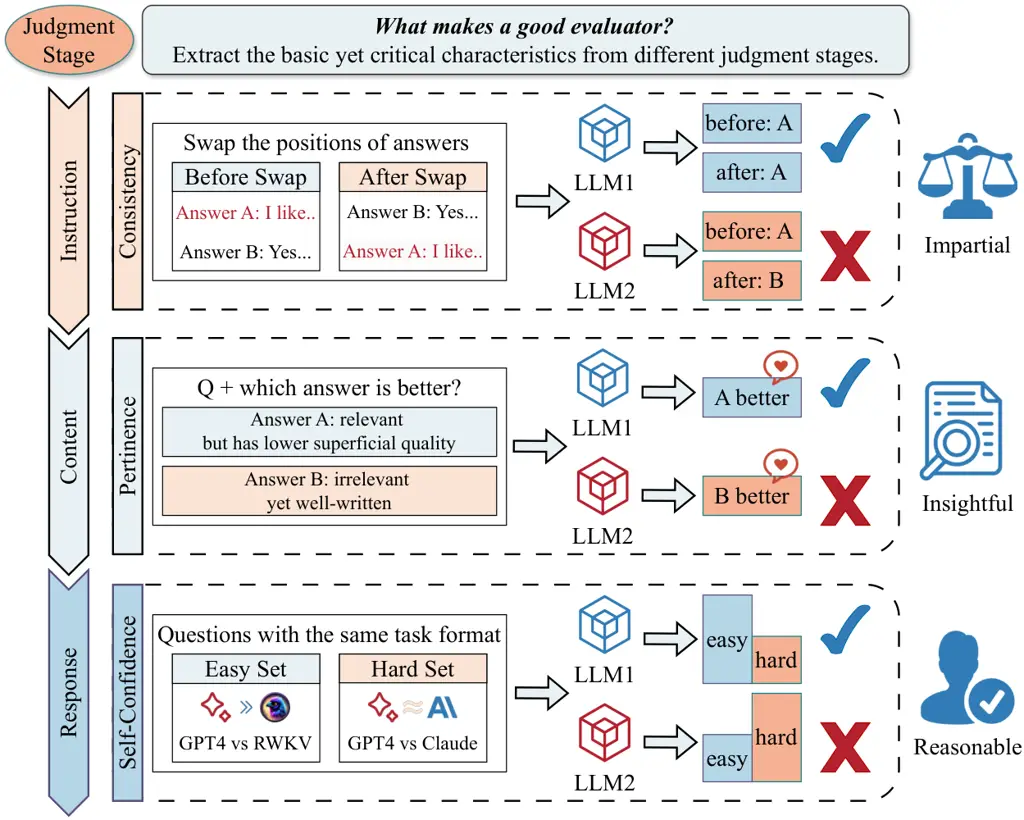 Judgment
Stage
What makes a good evaluator?
Extract the basic yet critical characteristics from different judgment stages.
Instruction
Consistency
Swap the positions of answers
Before Swap
Answer A: I like..
Answer B: Yes...
After Swap
Answer B: Yes...
Answer A: I like..
LLM1
before: A
after: A
LLM2
before: A
after: B
Impartial
Content
Pertinence
Q + which answer is better?
Answer A: relevant
but has lower superficial quality
Answer B: irrelevant
yet well-written
LLM1
A better
LLM2
B better
Insightful
Response
Self-Confidence
Questions with the same task format
Easy Set
GPT4 vs RWKV
Hard Set
GPT4 vs Claude
LLM1
easy
hard
LLM2
easy
hard
Reasonable